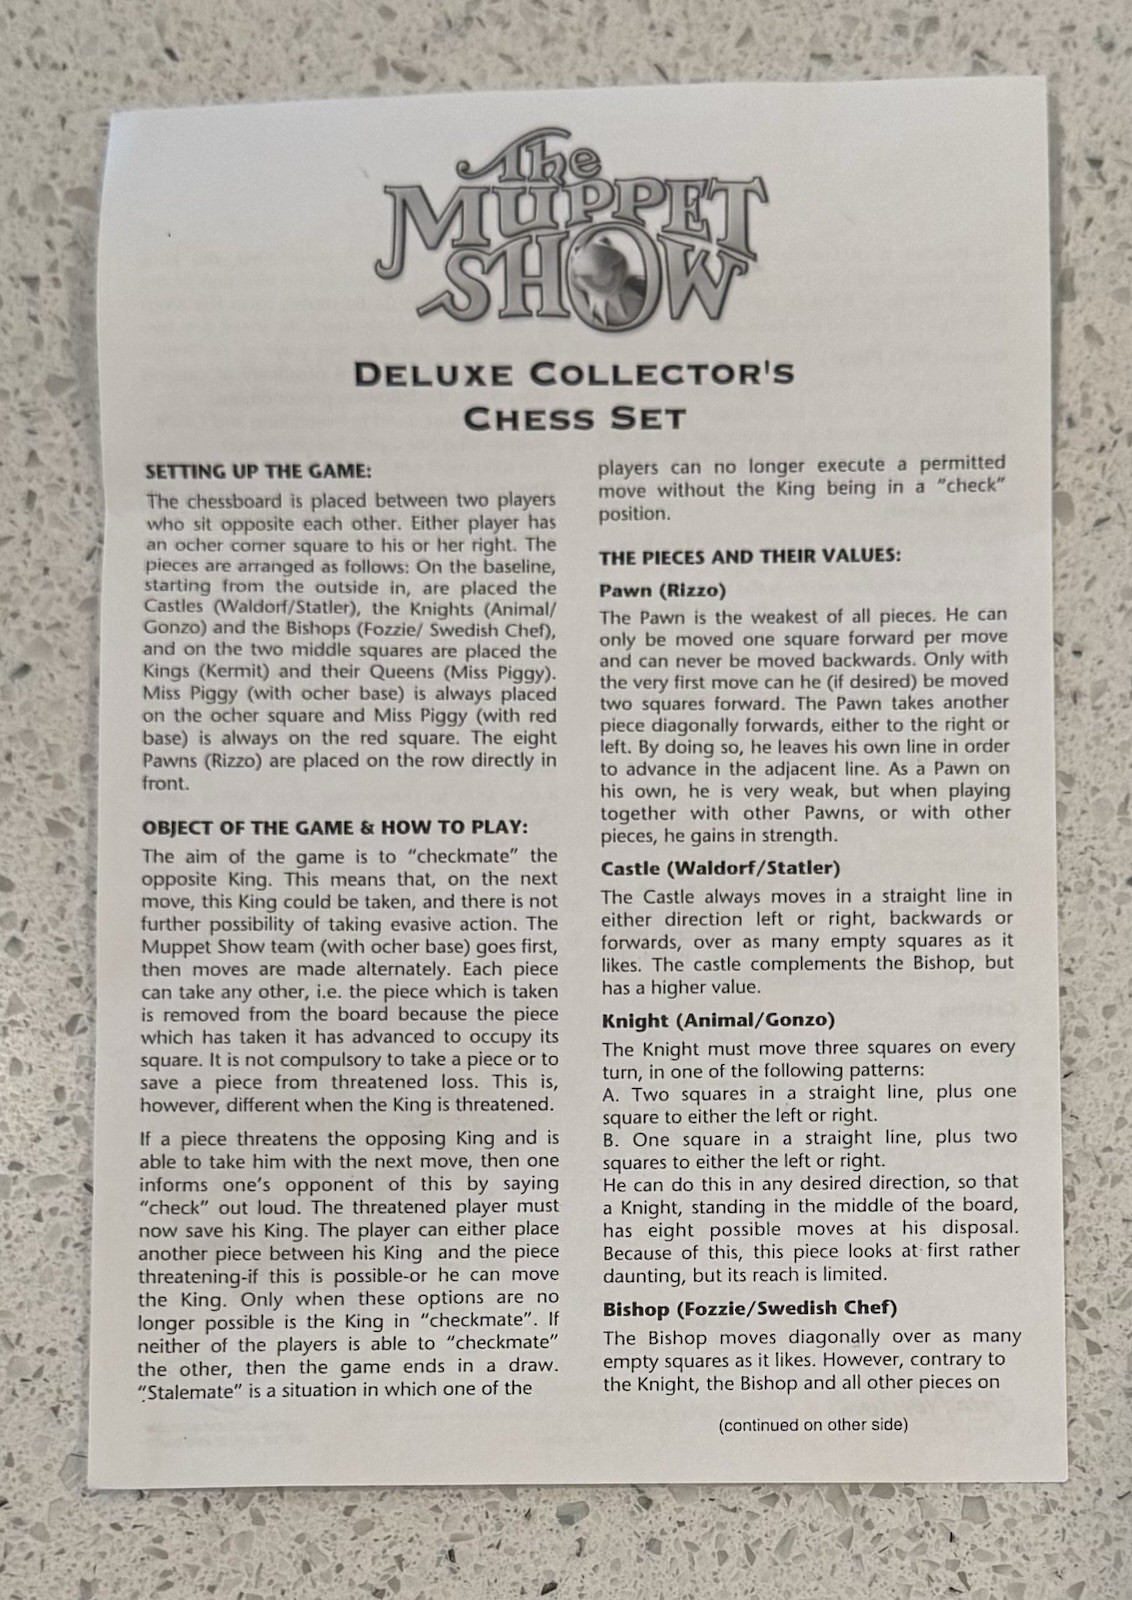 The
MUPPET
SHOW
DELUXE COLLECTOR'S
CHESS SET
SETTING UP THE GAME:
The chessboard is placed between two players
who sit opposite each other. Either player has
an ocher corner square to his or her right. The
pieces are arranged as follows: On the baseline,
starting from the outside in, are placed the
Castles (Waldorf/Statler), the Knights (Animal/
Gonzo) and the Bishops (Fozzie/ Swedish Chef),
and on the two middle squares are placed the
Kings (Kermit) and their Queens (Miss Piggy).
Miss Piggy (with ocher base) is always placed
on the ocher square and Miss Piggy (with red
base) is always on the red square. The eight
Pawns (Rizzo) are placed on the row directly in
front.
OBJECT OF THE GAME & HOW TO PLAY:
The aim of the game is to "checkmate" the
opposite King. This means that, on the next
move, this King could be taken, and there is not
further possibility of taking evasive action. The
Muppet Show team (with ocher base) goes first,
then moves are made alternately. Each piece
can take any other, i.e. the piece which is taken
is removed from the board because the piece
which has taken it has advanced to occupy its
square. It is not compulsory to take a piece or to
save a piece from threatened loss. This is,
however, different when the King is threatened.
If a piece threatens the opposing King and is
able to take him with the next move, then one
informs one's opponent of this by saying
"check" out loud. The threatened player must
now save his King. The player can either place
another piece between his King and the piece
threatening-if this is possible-or he can move
the King. Only when these options are no
longer possible is the King in "checkmate". If
neither of the players is able to "checkmate"
the other, then the game ends in a draw.
"Stalemate" is a situation in which one of the
players can no longer execute a permitted
move without the King being in a "check"
position.
THE PIECES AND THEIR VALUES:
Pawn (Rizzo)
The Pawn is the weakest of all pieces. He can
only be moved one square forward per move
and can never be moved backwards. Only with
the very first move can he (if desired) be moved
two squares forward. The Pawn takes another
piece diagonally forwards, either to the right or
left. By doing so, he leaves his own line in order
to advance in the adjacent line. As a Pawn on
his own, he is very weak, but when playing
together with other Pawns, or with other
pieces, he gains in strength.
Castle (Waldorf/Statler)
The Castle always moves in a straight line in
either direction left or right, backwards or
forwards, over as many empty squares as it
likes. The castle complements the Bishop, but
has a higher value.
Knight (Animal/Gonzo)
The Knight must move three squares on every
turn, in one of the following patterns:
A. Two squares in a straight line, plus one
square to either the left or right.
B. One square in a straight line, plus two
squares to either the left or right.
He can do this in any desired direction, so that
a Knight, standing in the middle of the board,
has eight possible moves at his disposal.
Because of this, this piece looks at first rather
daunting, but its reach is limited.
Bishop (Fozzie/Swedish Chef)
The Bishop moves diagonally over as many
empty squares as it likes. However, contrary to
the Knight, the Bishop and all other pieces on
(continued on other side)